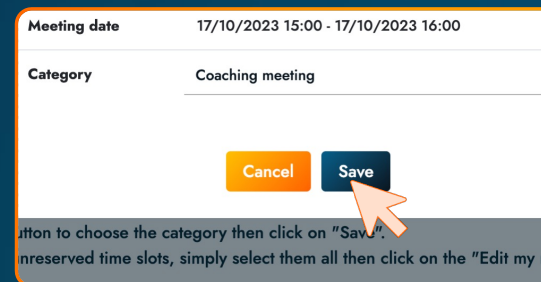 Meeting date 17/10/2023 15:00 - 17/10/2023 16:00
Category Coaching meeting
Cancel Save
utton to choose the category then click on "Save".
nreserved time slots, simply select them all then click on the "Edit my